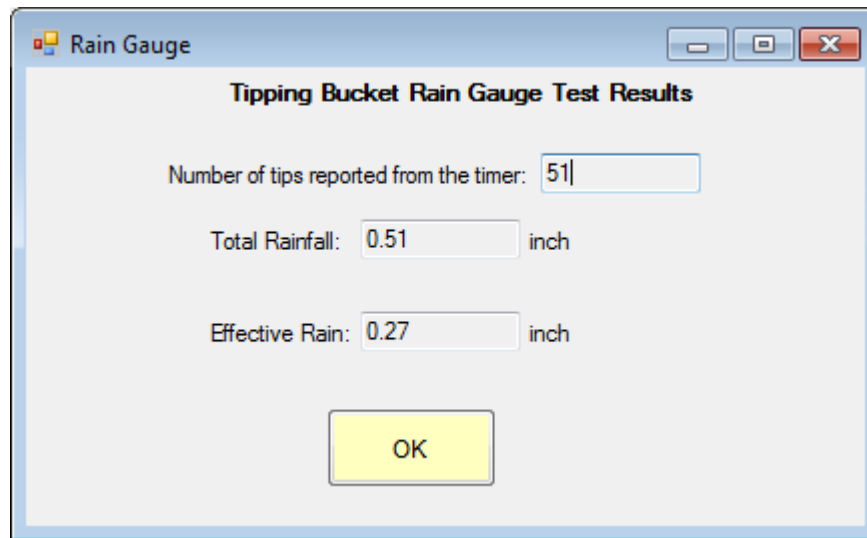 Rain Gauge
Tipping Bucket Rain Gauge Test Results
Number of tips reported from the timer: 51
Total Rainfall: 0.51 inch
Effective Rain: 0.27 inch
OK